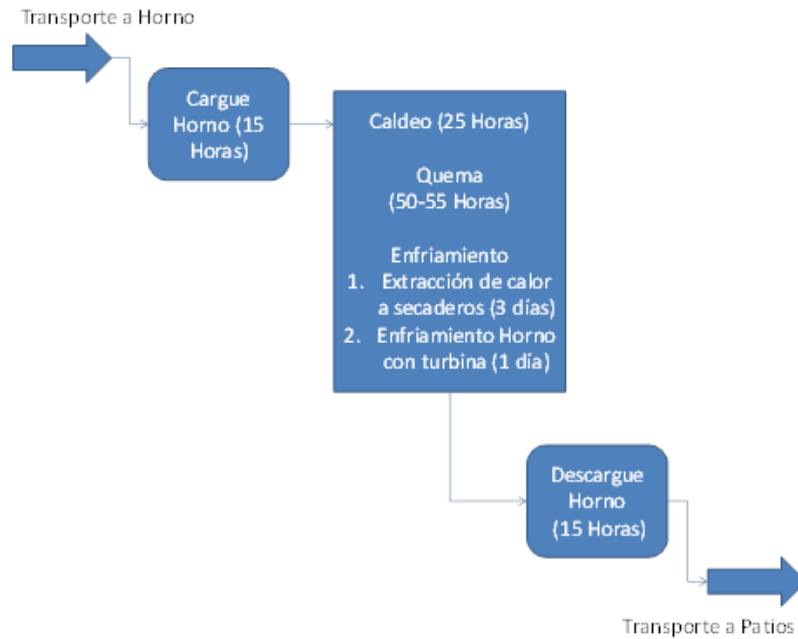 Transporte a Horno
Cargue
Horno (15
Horas)
Caldeo (25 Horas)
Quema
(50-55 Horas)
Enfriamiento
1. Extracción de calor
a secaderos (3 días)
2. Enfriamiento Horno
con turbina (1 día)
Descargue
Horno
(15 Horas)
Transporte a Patios